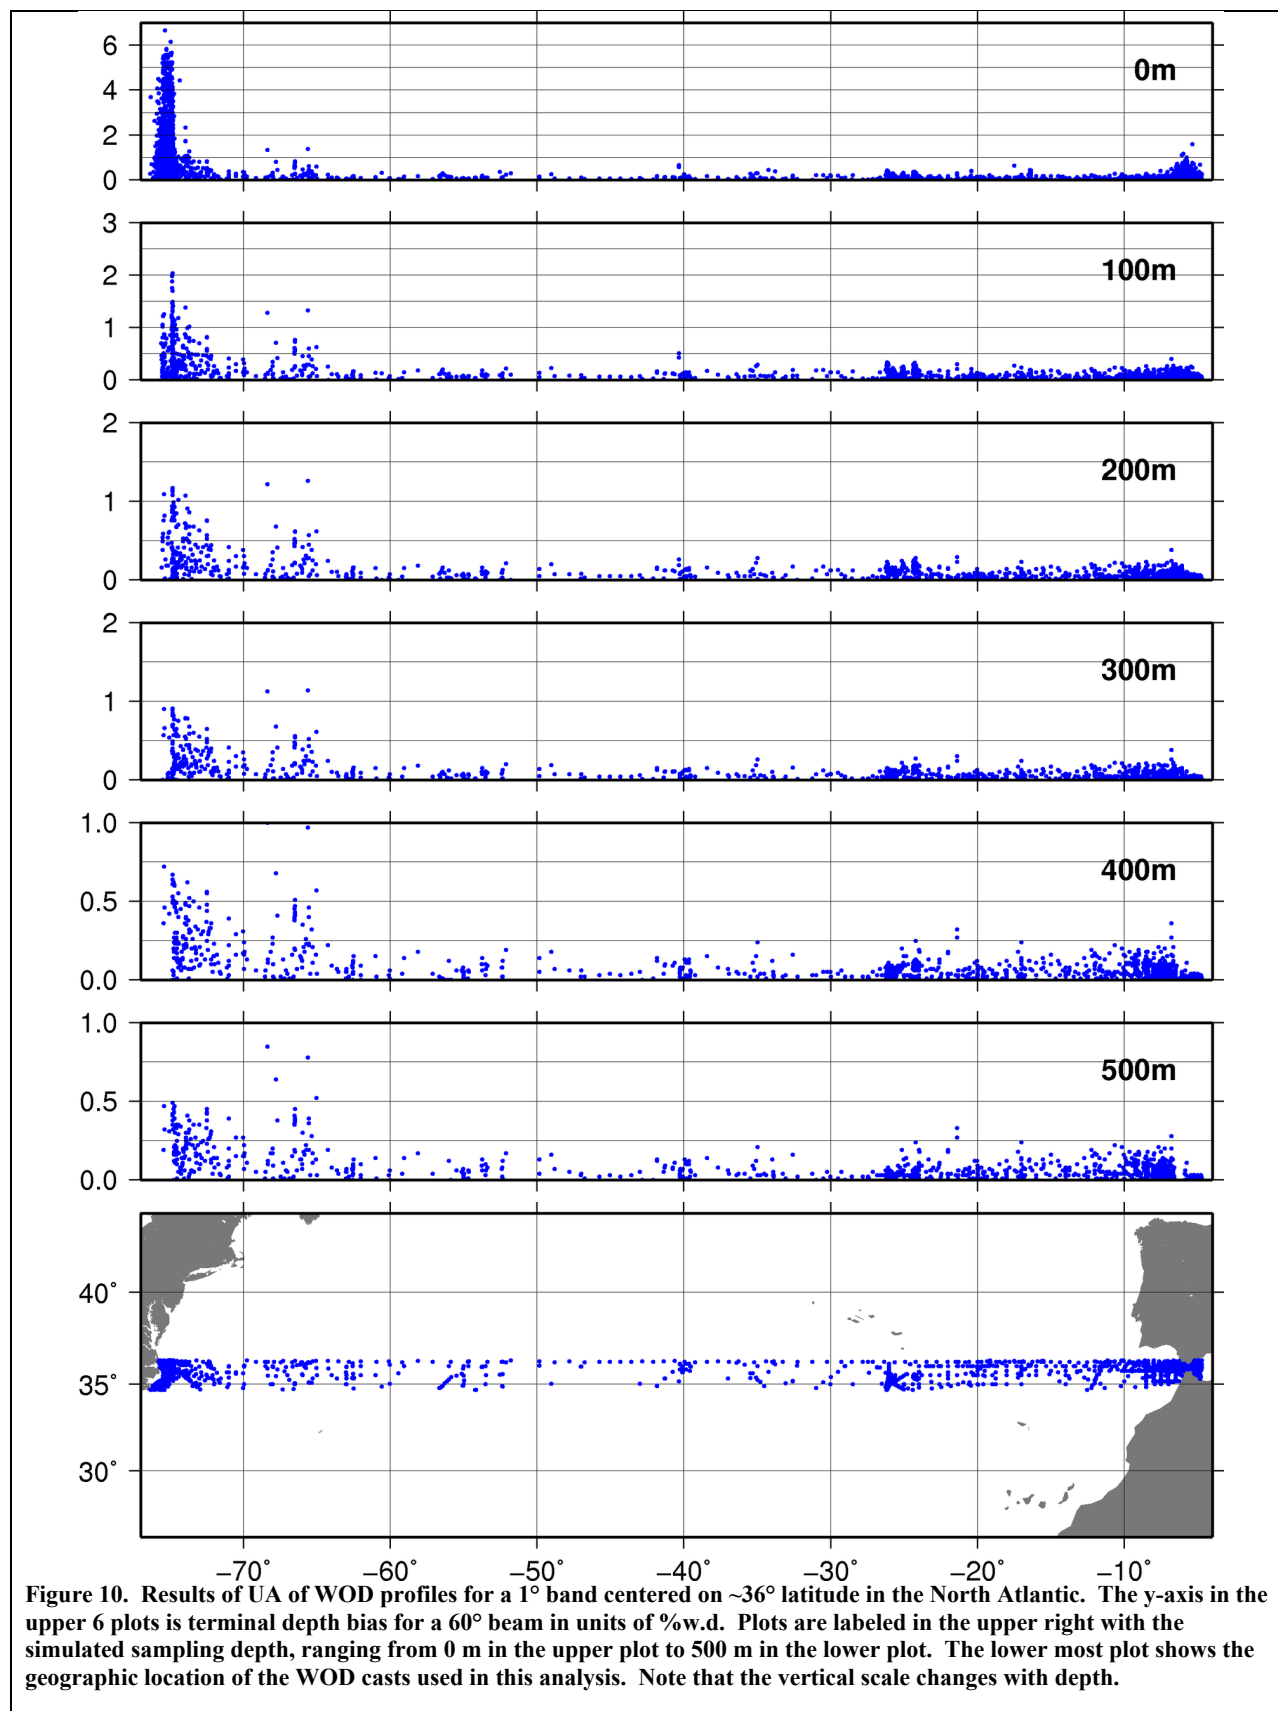 6
4
2
0
0m
3
2
1
0
100m
2
1
0
200m
2
1
0
300m
1.0
0.5
0.0
400m
1.0
0.5
0.0
500m
40°
35°
30°
−70° −60° −50° −40° −30° −20° −10°
Figure 10. Results of UA of WOD profiles for a 1° band centered on ~36° latitude in the North Atlantic. The y-axis in the
upper 6 plots is terminal depth bias for a 60° beam in units of %w.d. Plots are labeled in the upper right with the
simulated sampling depth, ranging from 0 m in the upper plot to 500 m in the lower plot. The lower most plot shows the
geographic location of the WOD casts used in this analysis. Note that the vertical scale changes with depth.